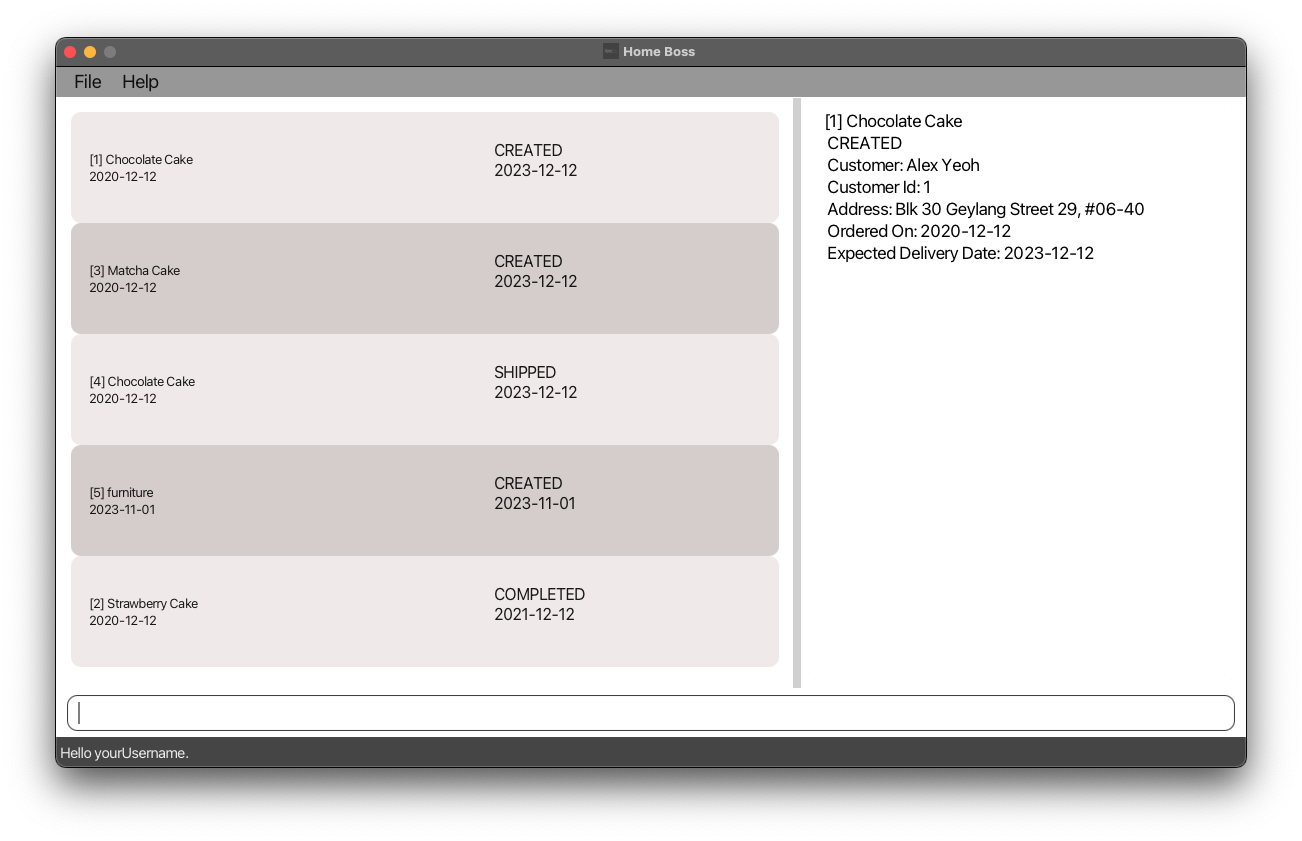 Home Boss
File Help
[1] Chocolate Cake
2020-12-12
CREATED
2023-12-12
[3] Matcha Cake
2020-12-12
CREATED
2023-12-12
[4] Chocolate Cake
2020-12-12
SHIPPED
2023-12-12
[5] furniture
2023-11-01
CREATED
2023-11-01
[2] Strawberry Cake
2020-12-12
COMPLETED
2021-12-12
[1] Chocolate Cake
CREATED
Customer: Alex Yeoh
Customer Id: 1
Address: Blk 30 Geylang Street 29, #06-40
Ordered On: 2020-12-12
Expected Delivery Date: 2023-12-12
Hello yourUsername.